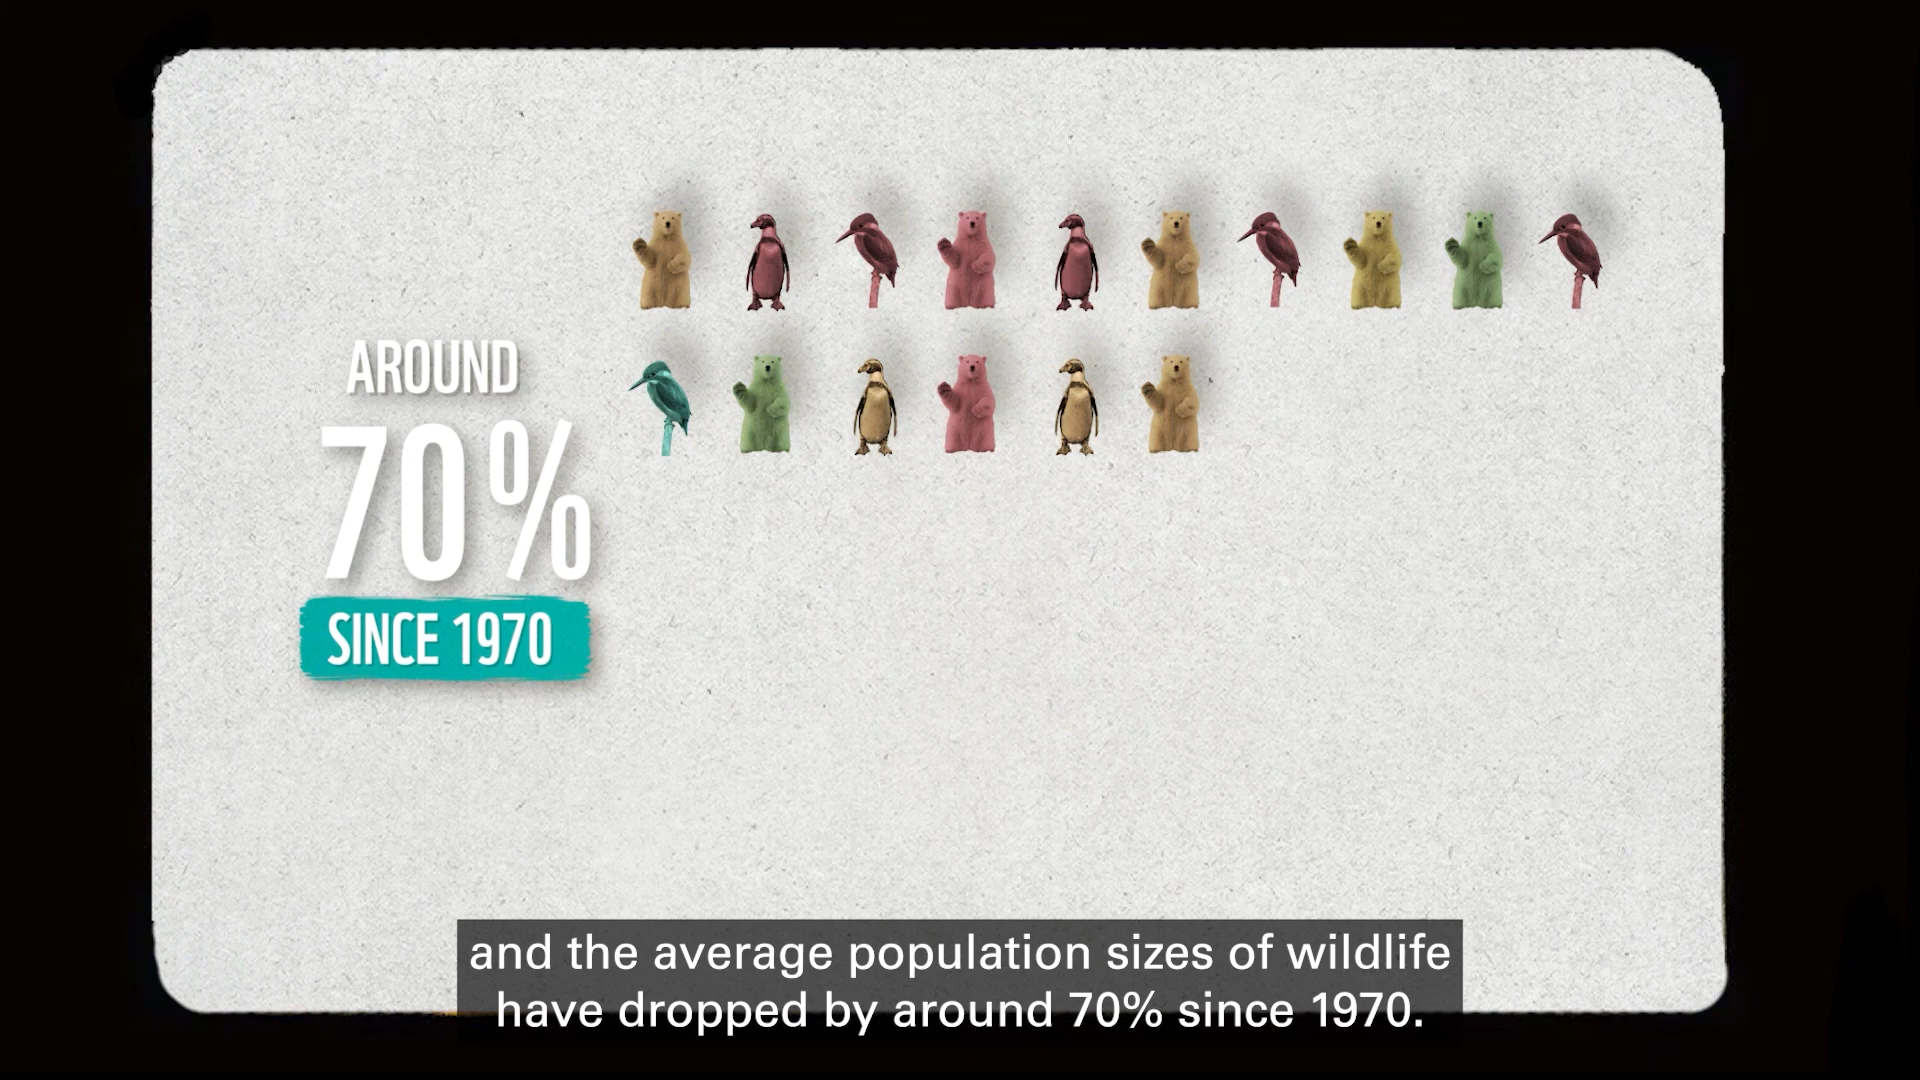 AROUND
70%
SINCE 1970
and the average population sizes of wildlife
have dropped by around 70% since 1970.